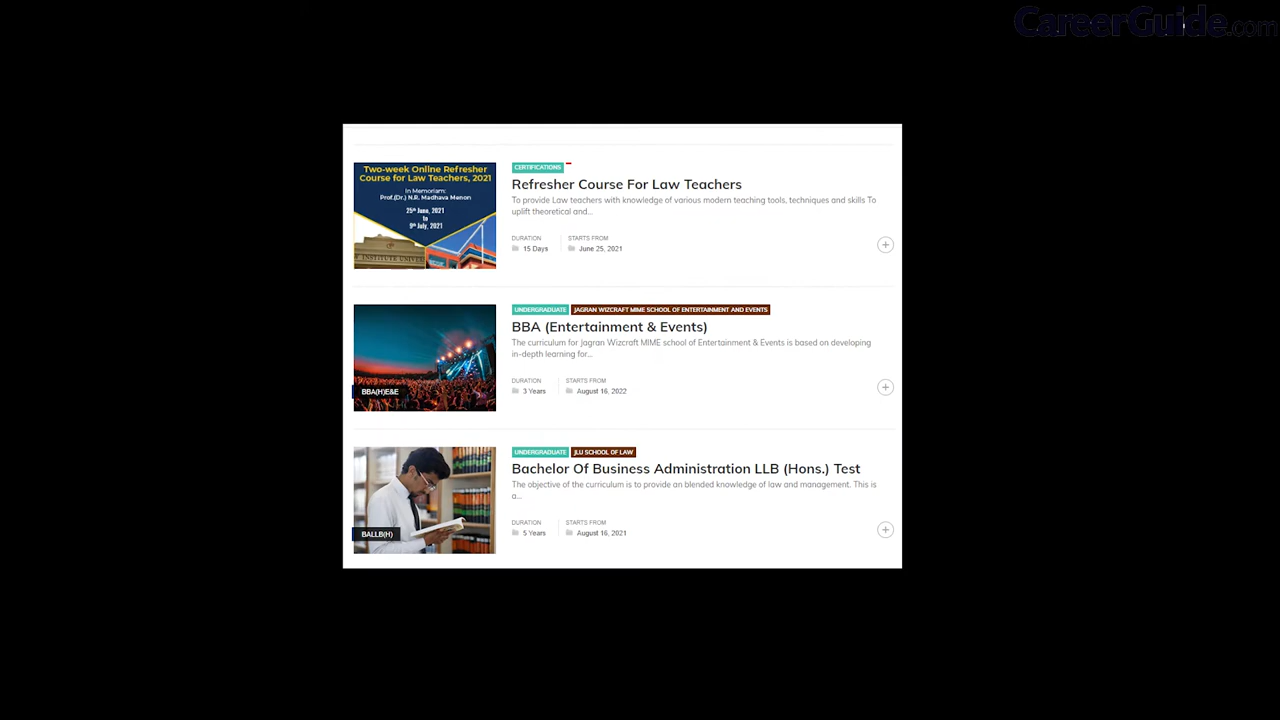 CareerGuide.com
Two-week Online Refresher
Course for Law Teachers, 2021
In Memoriam:
Prof.(Dr.) N.R. Madhava Menon
25th June, 2021
to
9th July, 2021
INSTITUTE
CERTIFICATIONS
Refresher Course For Law Teachers
To provide Law teachers with knowledge of various modern teaching tools, techniques and skills To
uplift theoretical and...
DURATION
15 Days
STARTS FROM
June 25, 2021
BBA(H)E&E
UNDERGRADUATE
JAGRAN WIZCRAFT MIME SCHOOL OF ENTERTAINMENT AND EVENTS
BBA (Entertainment & Events)
The curriculum for Jagran Wizcraft MIME school of Entertainment & Events is based on developing
in-depth learning for...
DURATION
3 Years
STARTS FROM
August 16, 2022
BALLB(H)
UNDERGRADUATE
JLU SCHOOL OF LAW
Bachelor Of Business Administration LLB (Hons.) Test
The objective of the curriculum is to provide an blended knowledge of law and management. This is
a...
DURATION
5 Years
STARTS FROM
August 16, 2021